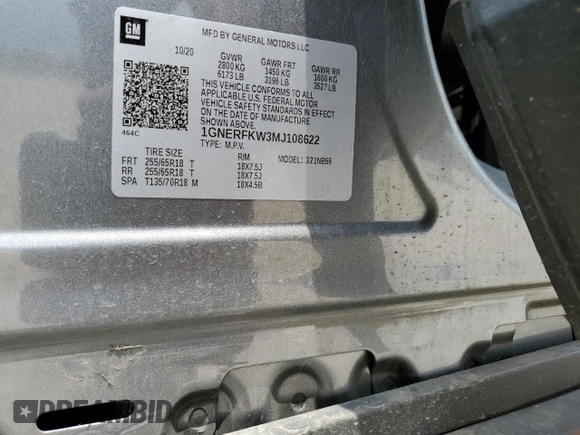 GM
MFD BY GENERAL MOTORS LLC
10/20 GVWR GAWR FRT GAWR RR
2800 KG 1450 KG 1600 KG
6173 LB 3196 LB 3527 LB
THIS VEHICLE CONFORMS TO ALL
APPLICABLE U.S. FEDERAL MOTOR
VEHICLE SAFETY STANDARDS IN EFFECT
ON THE DATE OF MANUFACTURE
SHOWN ABOVE.
464C 1GNERFKW3MJ108622
TYPE: M.P.V. MODEL: 321NB56
TIRE SIZE RIM
FRT 255/65R18 T 18X7.5J
RR 255/65R18 T 18X7.5J
SPA T135/70R18 M 18X4.5B
DREAMBID